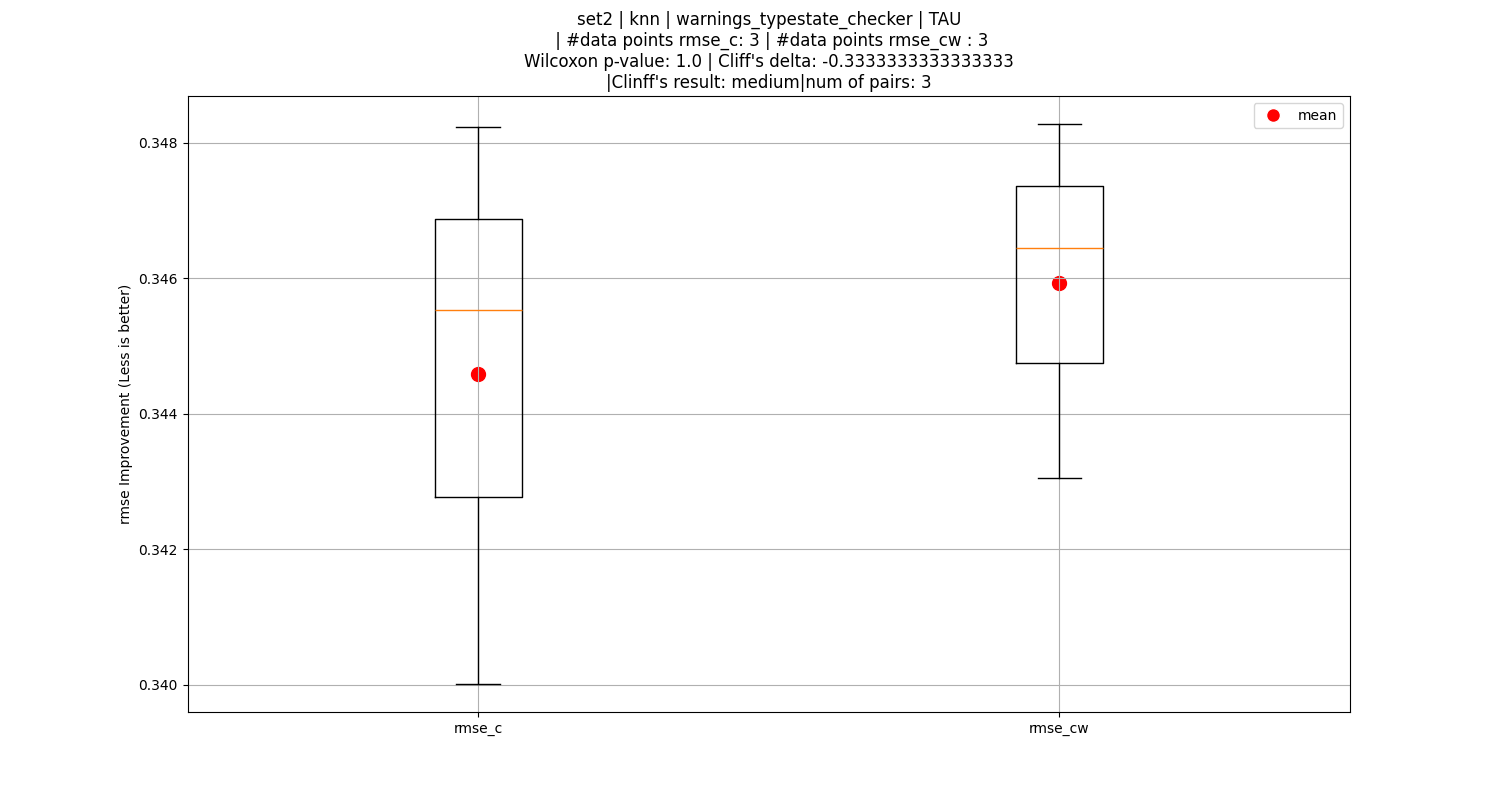 set2 | knn | warnings_typestate_checker | TAU
| #data points rmse_c: 3 | #data points rmse_cw : 3
Wilcoxon p-value: 1.0 | Cliff's delta: -0.3333333333333333
|Clinff's result: medium|num of pairs: 3
mean
rmse Improvement (Less is better)
0.348
0.346
0.344
0.342
0.340
rmse_c
rmse_cw